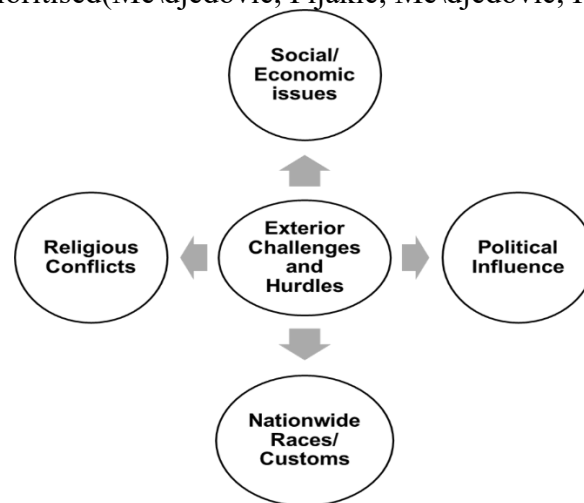 Social/
Economic
issues
Religious
Conflicts
Exterior
Challenges
and
Hurdles
Political
Influence
Nationwide
Races/
Customs